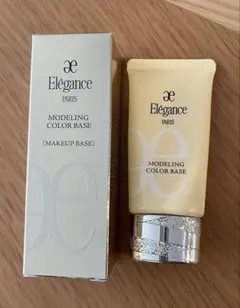 æ
Elégance
PARIS
MODELING
COLOR BASE
〈MAKEUP BASE〉
æ
æ
Elégance
PARIS
MODELING
COLOR BASE